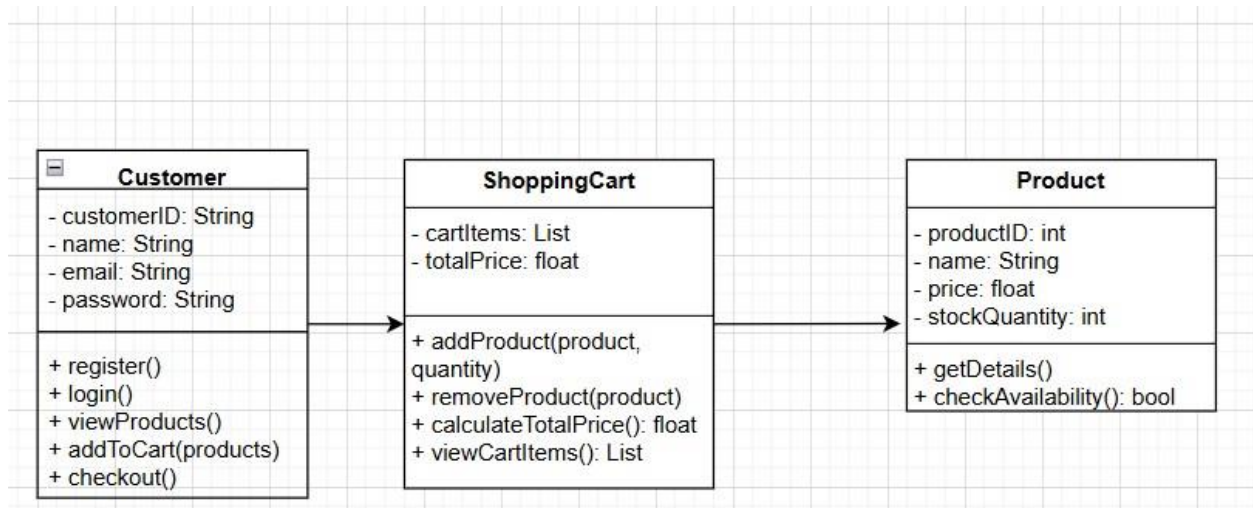 Customer
- customerID: String
- name: String
- email: String
- password: String
+ register()
+ login()
+ viewProducts()
+ addToCart(products)
+ checkout()
ShoppingCart
- cartItems: List
- totalPrice: float
+ addProduct(product,
quantity)
+ removeProduct(product)
+ calculateTotalPrice(): float
+ viewCartItems(): List
Product
- productID: int
- name: String
- price: float
- stockQuantity: int
+ getDetails()
+ checkAvailability(): bool